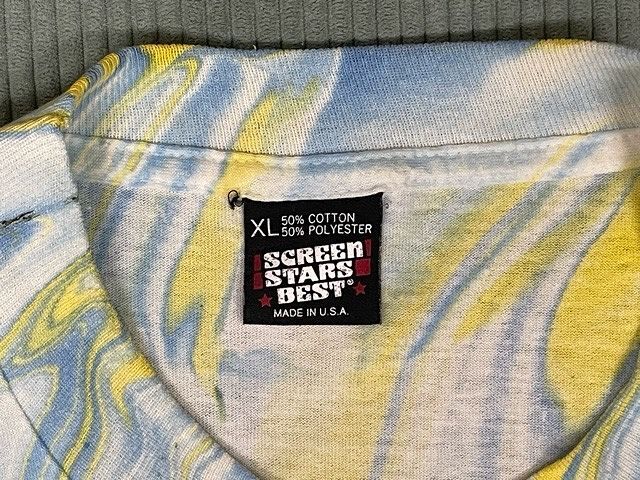 XL 50% COTTON
50% POLYESTER
SCREEN
STARS
BEST®
MADE IN U.S.A.